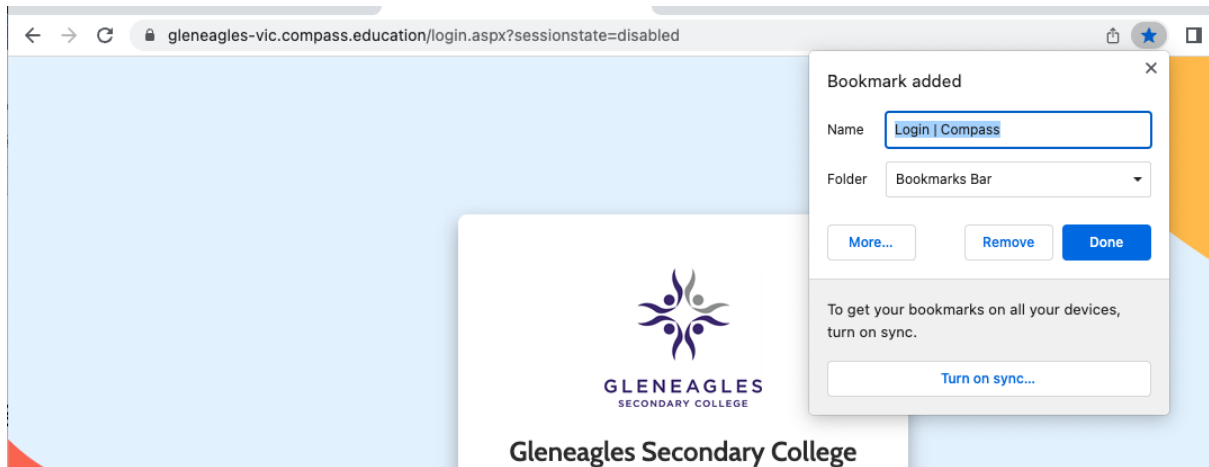 gleneagles-vic.compass.education/login.aspx?sessionstate=disabled
Bookmark added
Name Login | Compass
Folder Bookmarks Bar
More... Remove Done
To get your bookmarks on all your devices,
turn on sync.
Turn on sync...
GLENEAGLES
SECONDARY COLLEGE
Gleneagles Secondary College